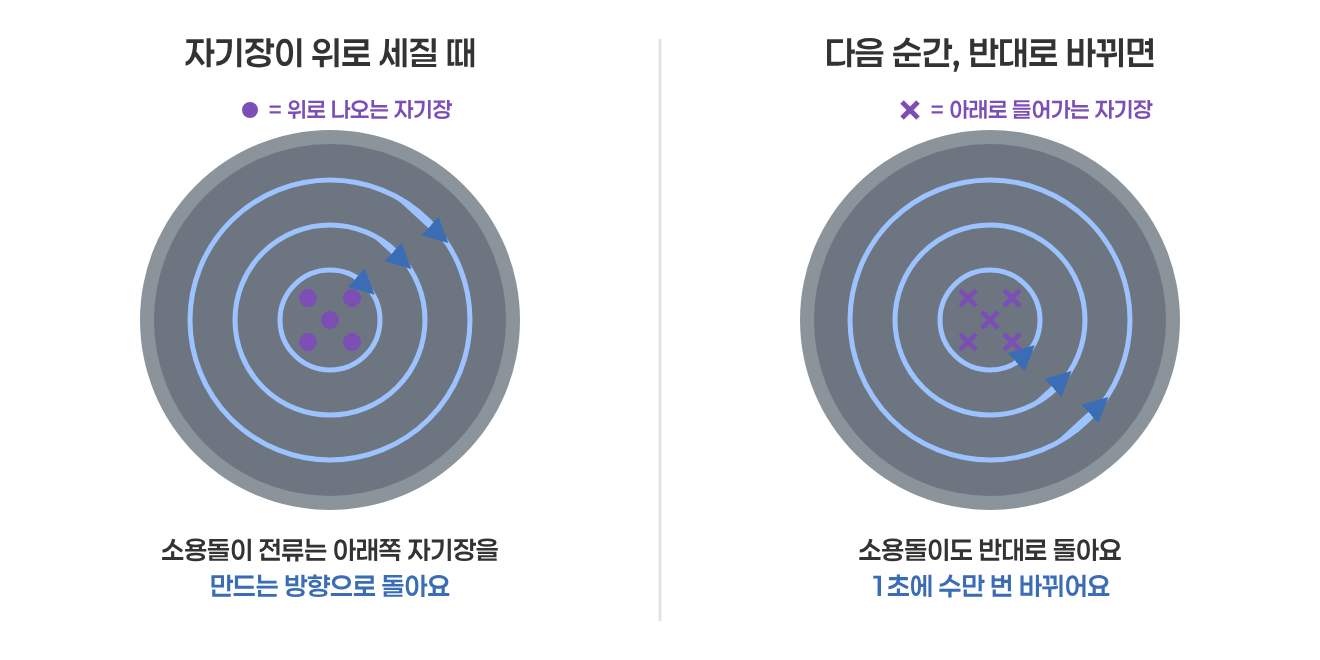 자기장이 위로 세질 때
● = 위로 나오는 자기장
소용돌이 전류는 아래쪽 자기장을
만드는 방향으로 돌아요
다음 순간, 반대로 바뀌면
✕ = 아래로 들어가는 자기장
소용돌이도 반대로 돌아요
1초에 수만 번 바뀌어요